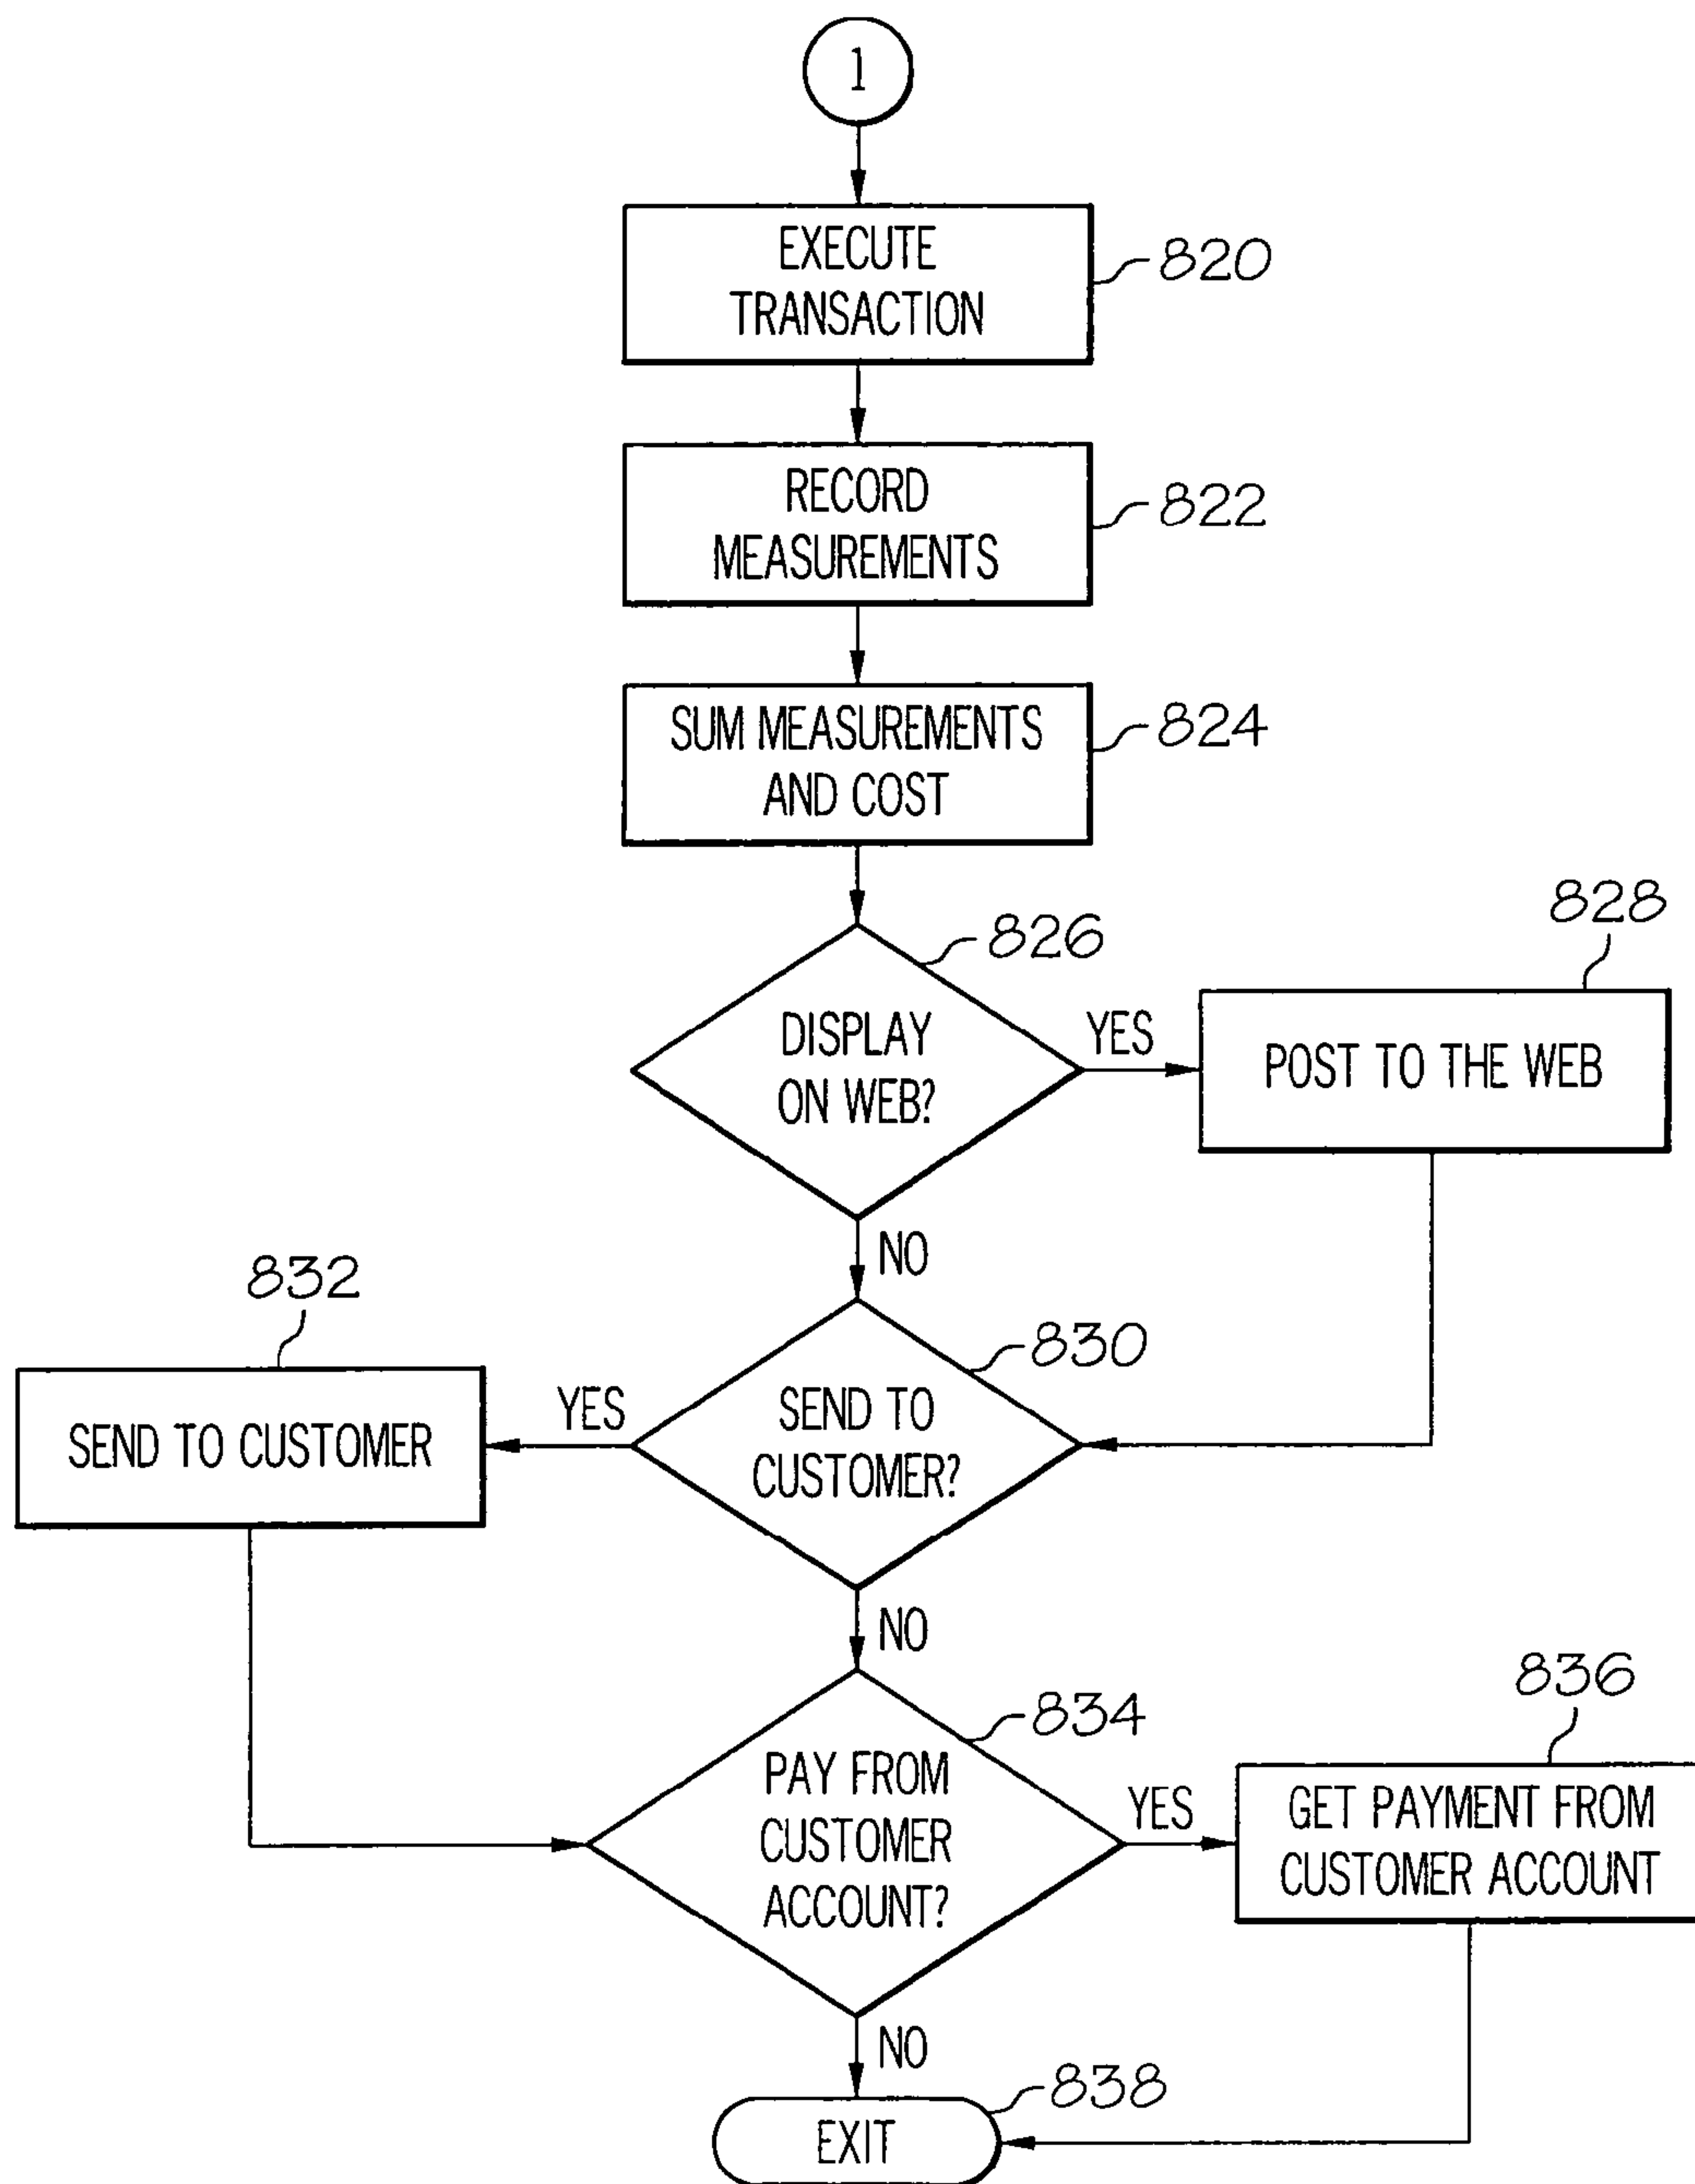 1
EXECUTE
TRANSACTION
820
RECORD
MEASUREMENTS
822
SUM MEASUREMENTS
AND COST
824
826
828
DISPLAY
ON WEB?
YES
POST TO THE WEB
NO
832
830
SEND TO CUSTOMER
YES
SEND TO
CUSTOMER?
NO
834
836
PAY FROM
CUSTOMER
ACCOUNT?
YES
GET PAYMENT FROM
CUSTOMER ACCOUNT
NO
838
EXIT